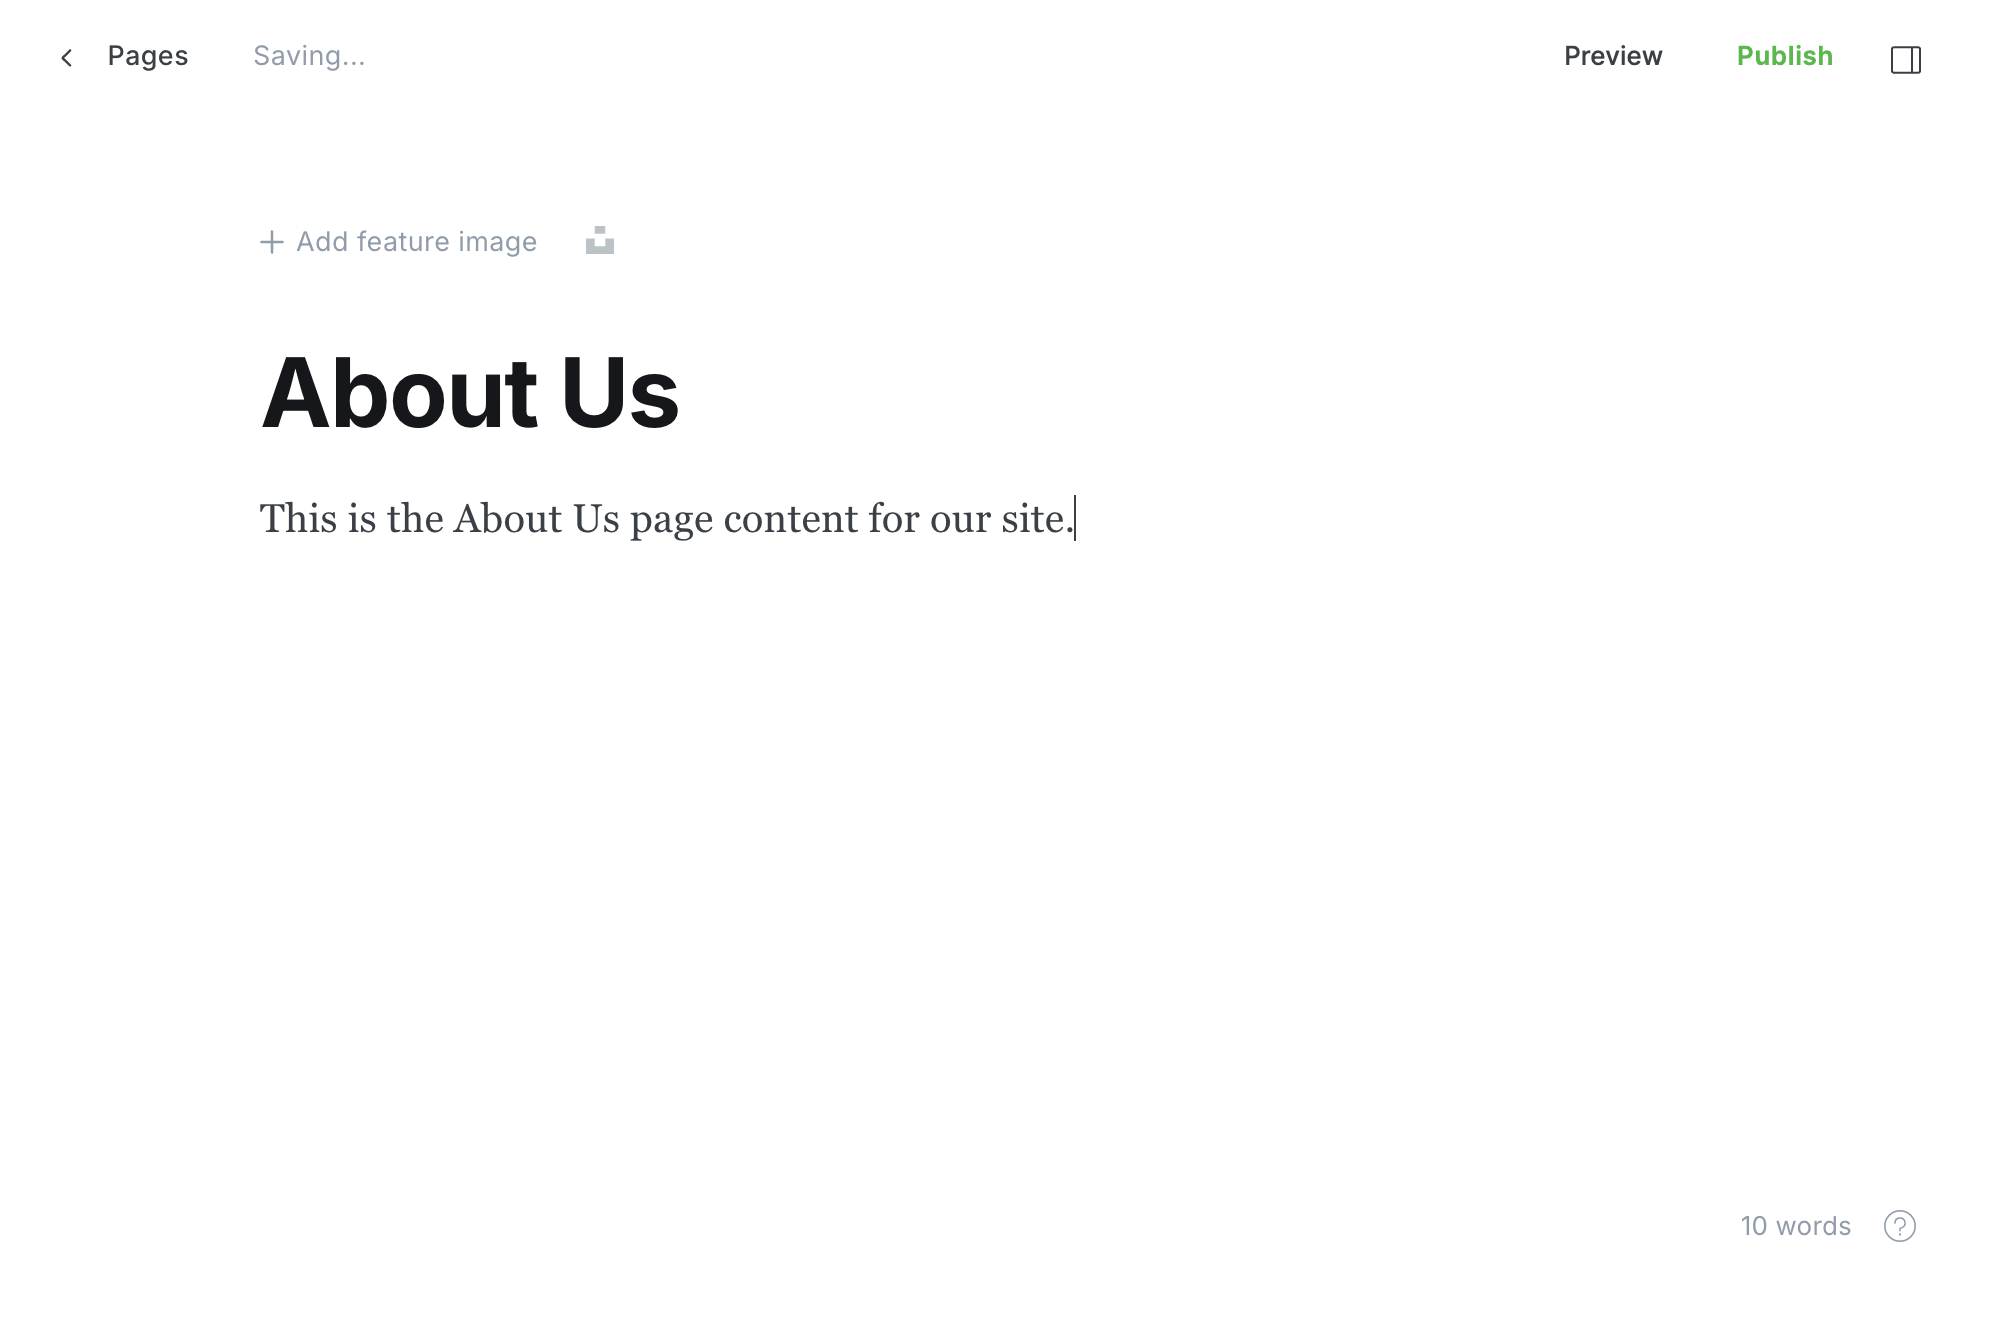 Pages
Saving...
Preview
Publish
Add feature image
About Us
This is the About Us page content for our site.
10 words
?